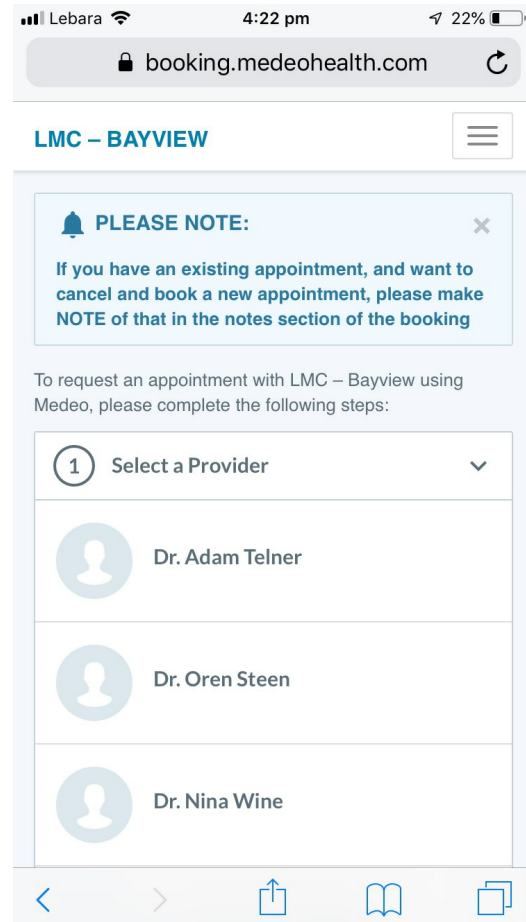 Lebara 4:22 pm 22%
booking.medeohealth.com
LMC – BAYVIEW
PLEASE NOTE: ×
If you have an existing appointment, and want to
cancel and book a new appointment, please make
NOTE of that in the notes section of the booking
To request an appointment with LMC – Bayview using
Medeo, please complete the following steps:
1 Select a Provider
Dr. Adam Telner
Dr. Oren Steen
Dr. Nina Wine